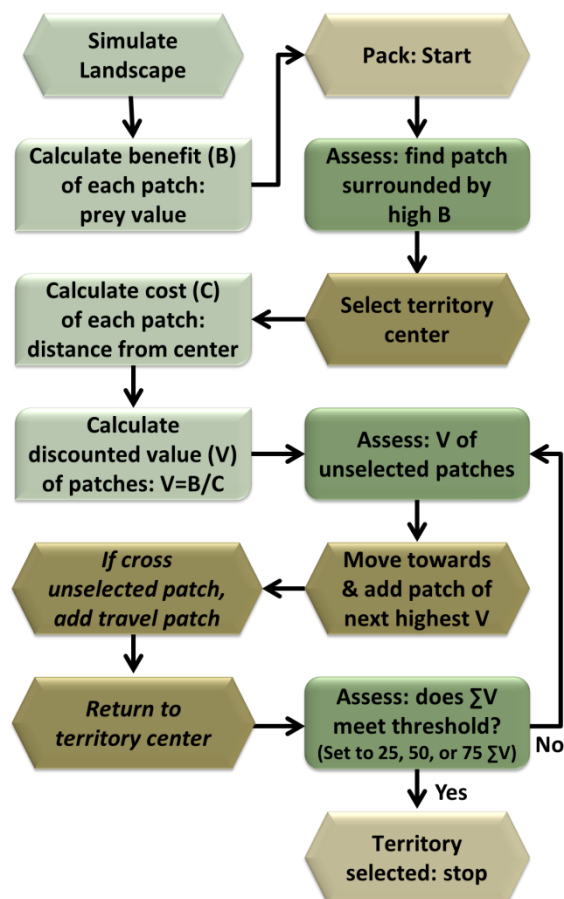 Simulate
Landscape
Pack: Start
Calculate benefit (B)
of each patch:
prey value
Assess: find patch
surrounded by
high B
Select territory
center
Calculate cost (C)
of each patch:
distance from center
Calculate
discounted value (V)
of patches: V=B/C
Assess: V of
unselected patches
Move towards
& add patch of
next highest V
If cross
unselected patch,
add travel patch
Return to
territory center
Assess: does ∑V
meet threshold?
(Set to 25, 50, or 75 ∑V)
No
Yes
Territory
selected: stop